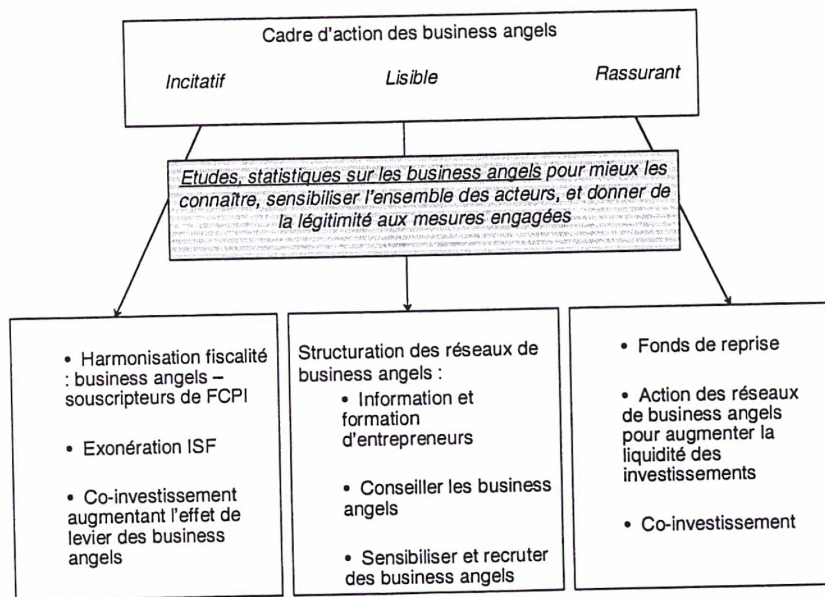 Cadre d'action des business angels
Incitatif Lisible Rassurant
Etudes, statistiques sur les business angels pour mieux les
connaître, sensibiliser l'ensemble des acteurs, et donner de
la légitimité aux mesures engagées
• Harmonisation fiscalité
: business angels –
souscripteurs de FCPI
• Exonération ISF
• Co-investissement
augmentant l'effet de
levier des business
angels
Structuration des réseaux de
business angels :
• Information et
formation
d'entrepreneurs
• Conseiller les business
angels
• Sensibiliser et recruter
des business angels
• Fonds de reprise
• Action des réseaux
de business angels
pour augmenter la
liquidité des
investissements
• Co-investissement